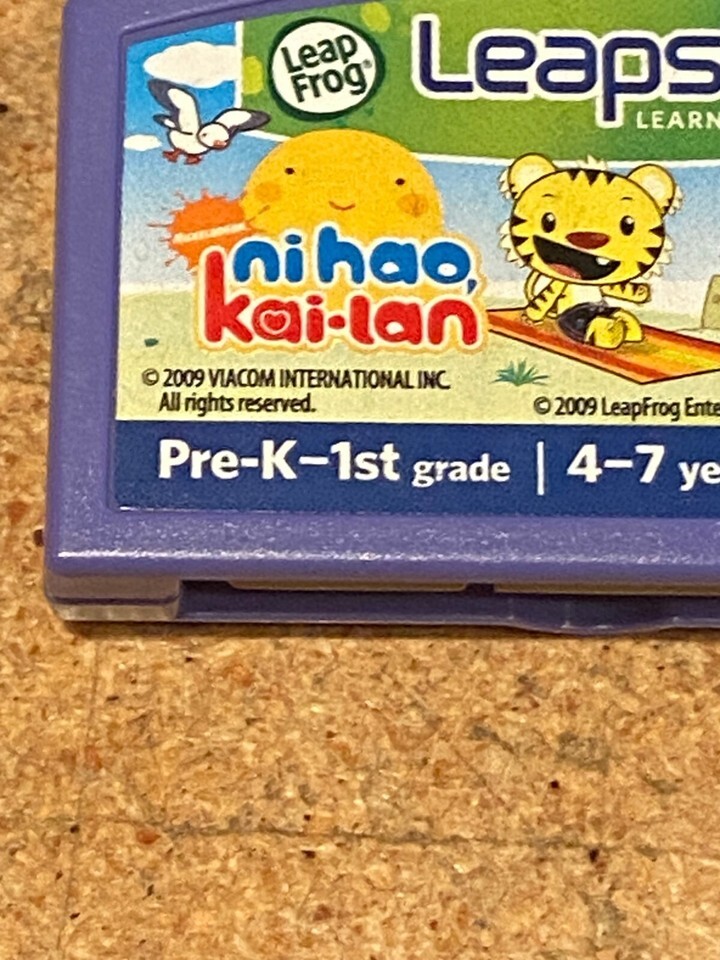 Leap
Frog®
Leaps
LEARN
ni hao,
kai-lan
© 2009 VIACOM INTERNATIONAL INC.
All rights reserved.
© 2009 LeapFrog Ente
Pre-K–1st grade | 4–7 ye